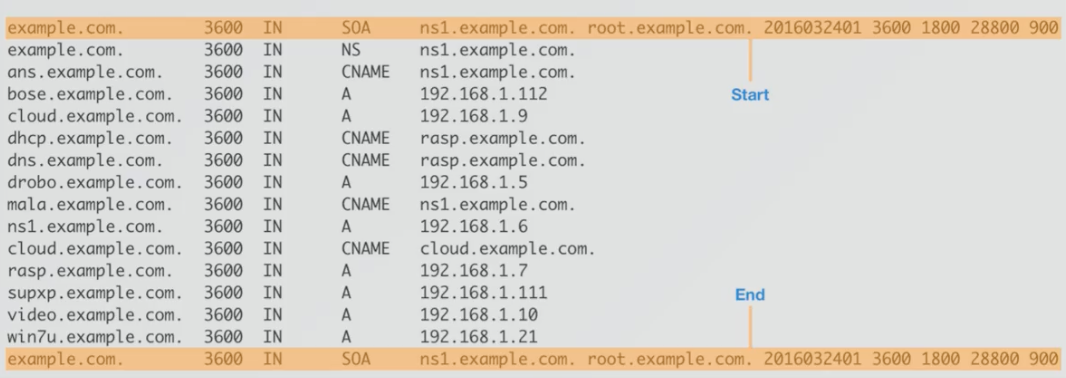 example.com. 3600 IN SOA ns1.example.com. root.example.com. 2016032401 3600 1800 28800 900
example.com. 3600 IN NS ns1.example.com.
ans.example.com. 3600 IN CNAME ns1.example.com.
bose.example.com. 3600 IN A 192.168.1.112
Start
cloud.example.com. 3600 IN A 192.168.1.9
dhcp.example.com. 3600 IN CNAME rasp.example.com.
dns.example.com. 3600 IN CNAME rasp.example.com.
drobo.example.com. 3600 IN A 192.168.1.5
mala.example.com. 3600 IN CNAME ns1.example.com.
ns1.example.com. 3600 IN A 192.168.1.6
cloud.example.com. 3600 IN CNAME cloud.example.com.
rasp.example.com. 3600 IN A 192.168.1.7
supxp.example.com. 3600 IN A 192.168.1.111
End
video.example.com. 3600 IN A 192.168.1.10
win7u.example.com. 3600 IN A 192.168.1.21
example.com. 3600 IN SOA ns1.example.com. root.example.com. 2016032401 3600 1800 28800 900